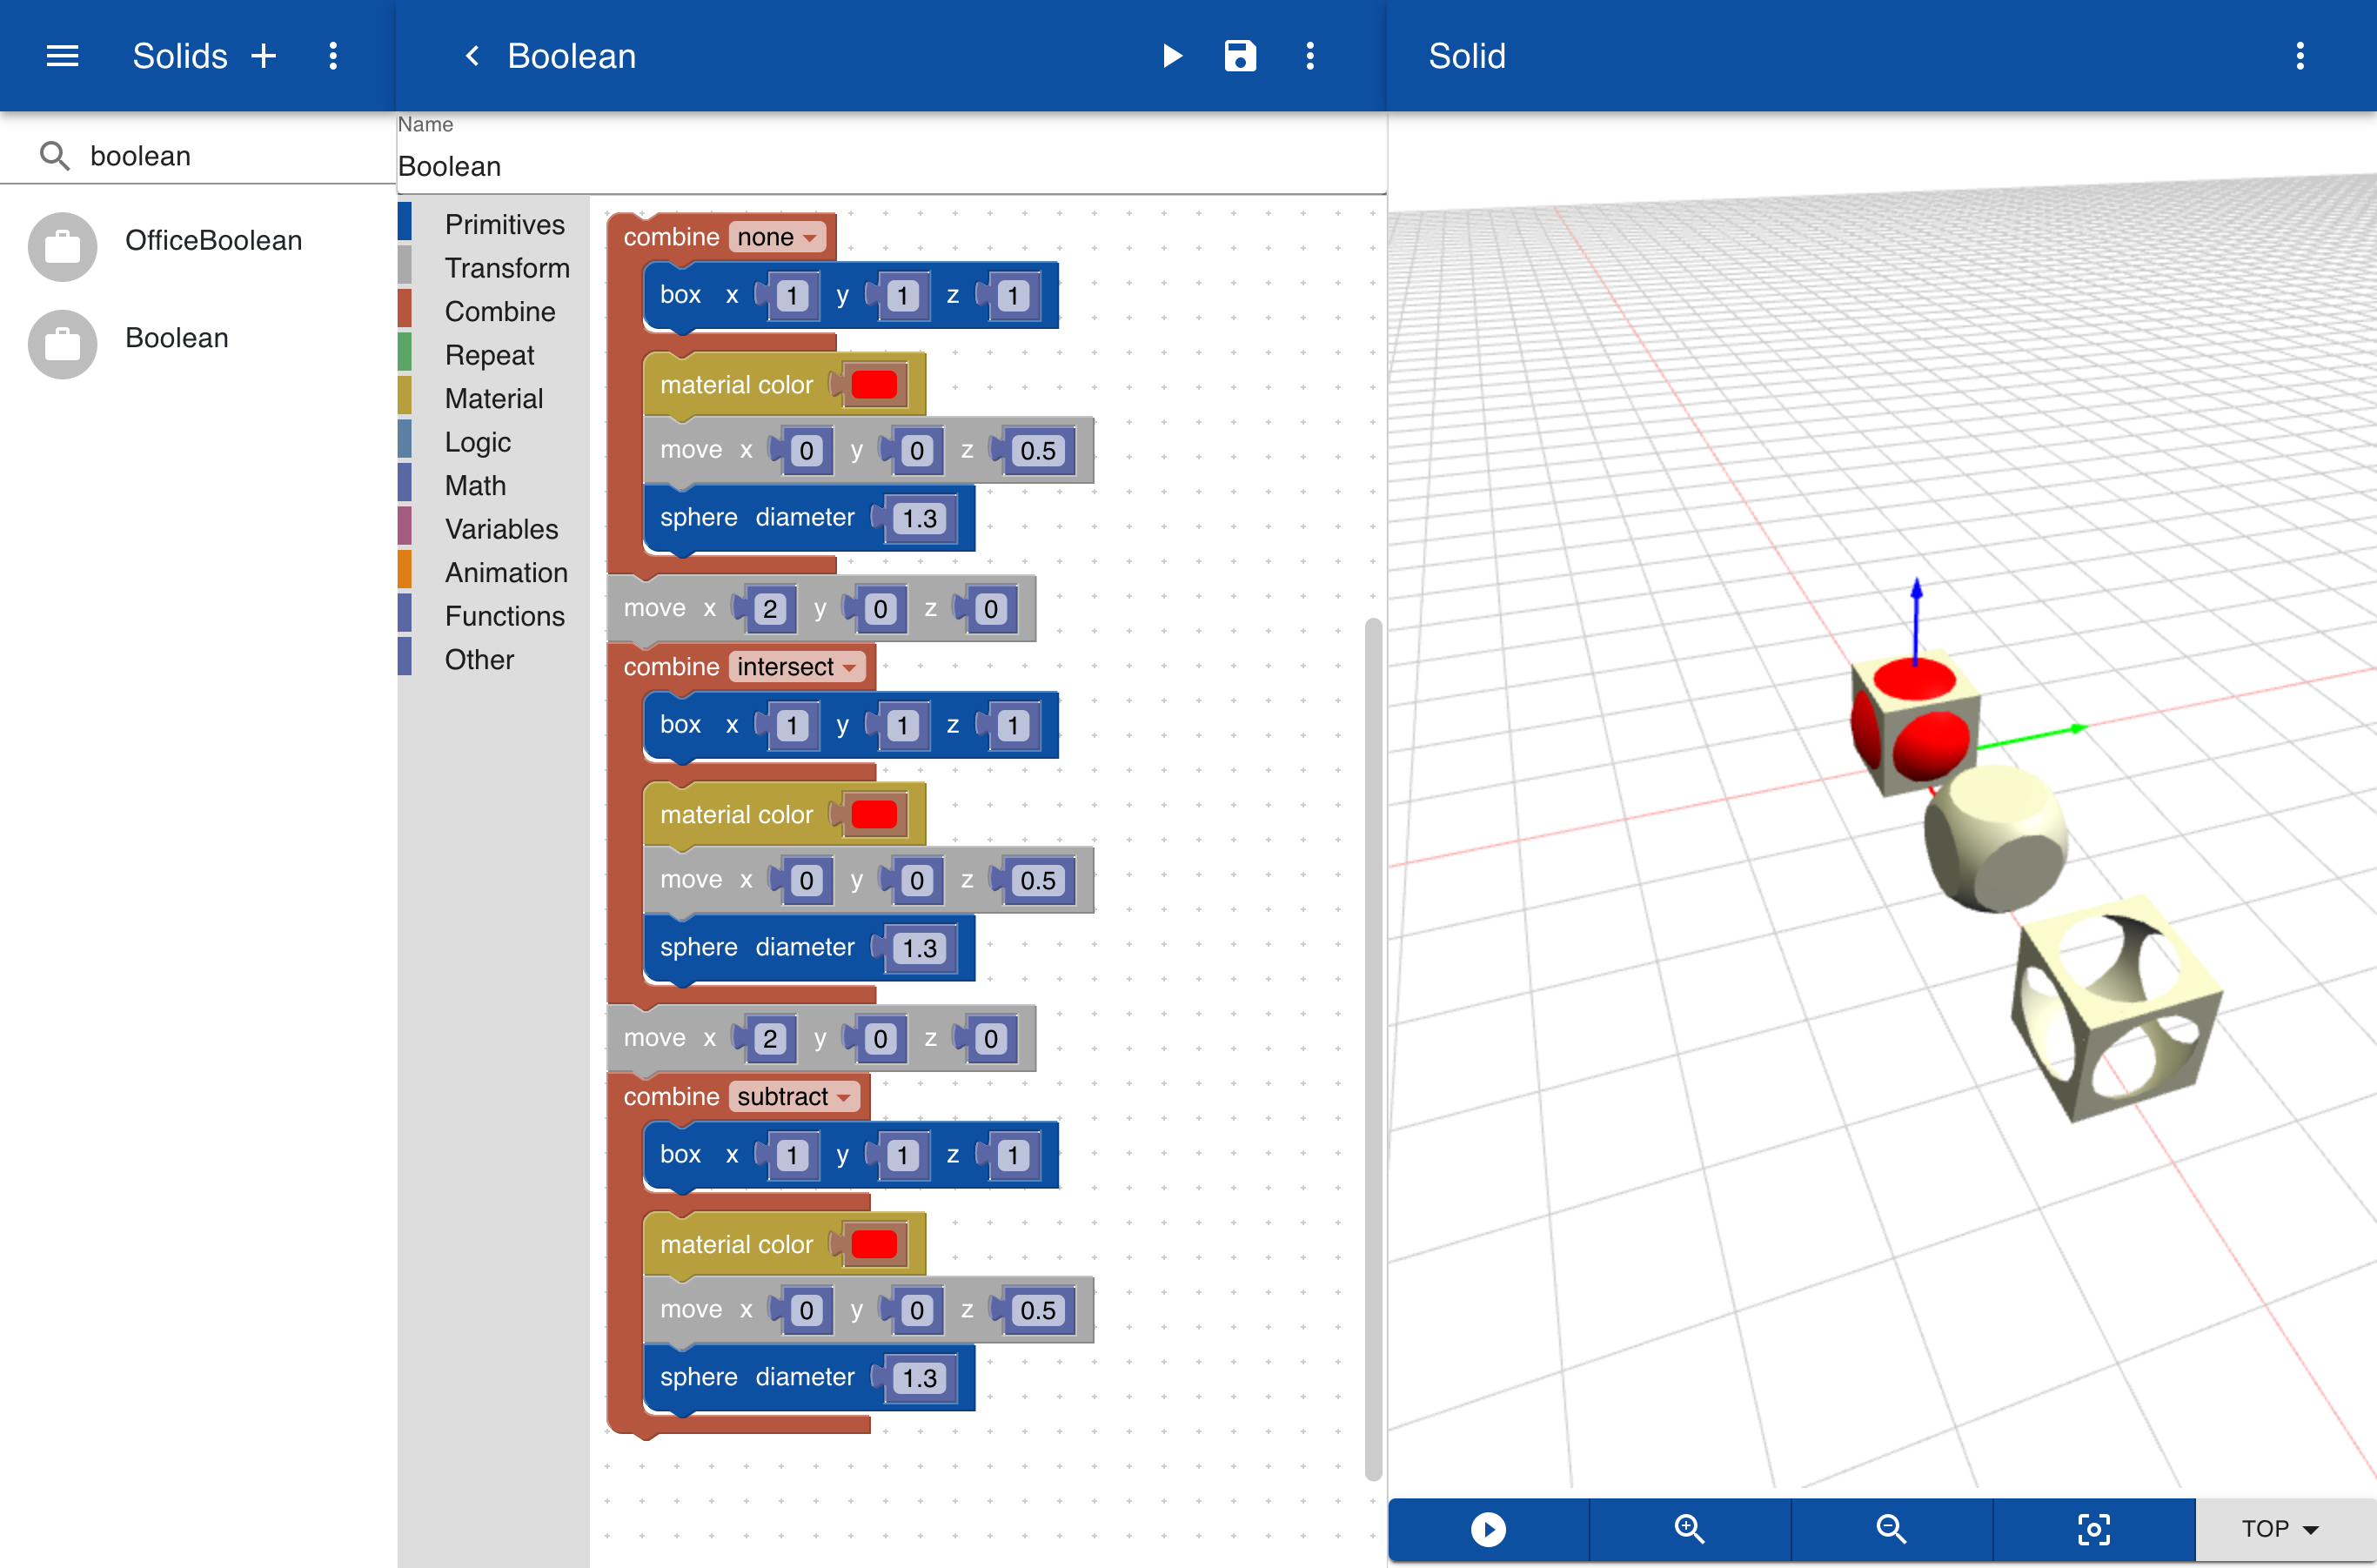 Solids
Boolean
Solid
boolean
OfficeBoolean
Boolean
Name
Boolean
Primitives
Transform
Combine
Repeat
Material
Logic
Math
Variables
Animation
Functions
Other
combine none
box x 1 y 1 z 1
material color
move x 0 y 0 z 0.5
sphere diameter 1.3
move x 2 y 0 z 0
combine intersect
box x 1 y 1 z 1
material color
move x 0 y 0 z 0.5
sphere diameter 1.3
move x 2 y 0 z 0
combine subtract
box x 1 y 1 z 1
material color
move x 0 y 0 z 0.5
sphere diameter 1.3
TOP